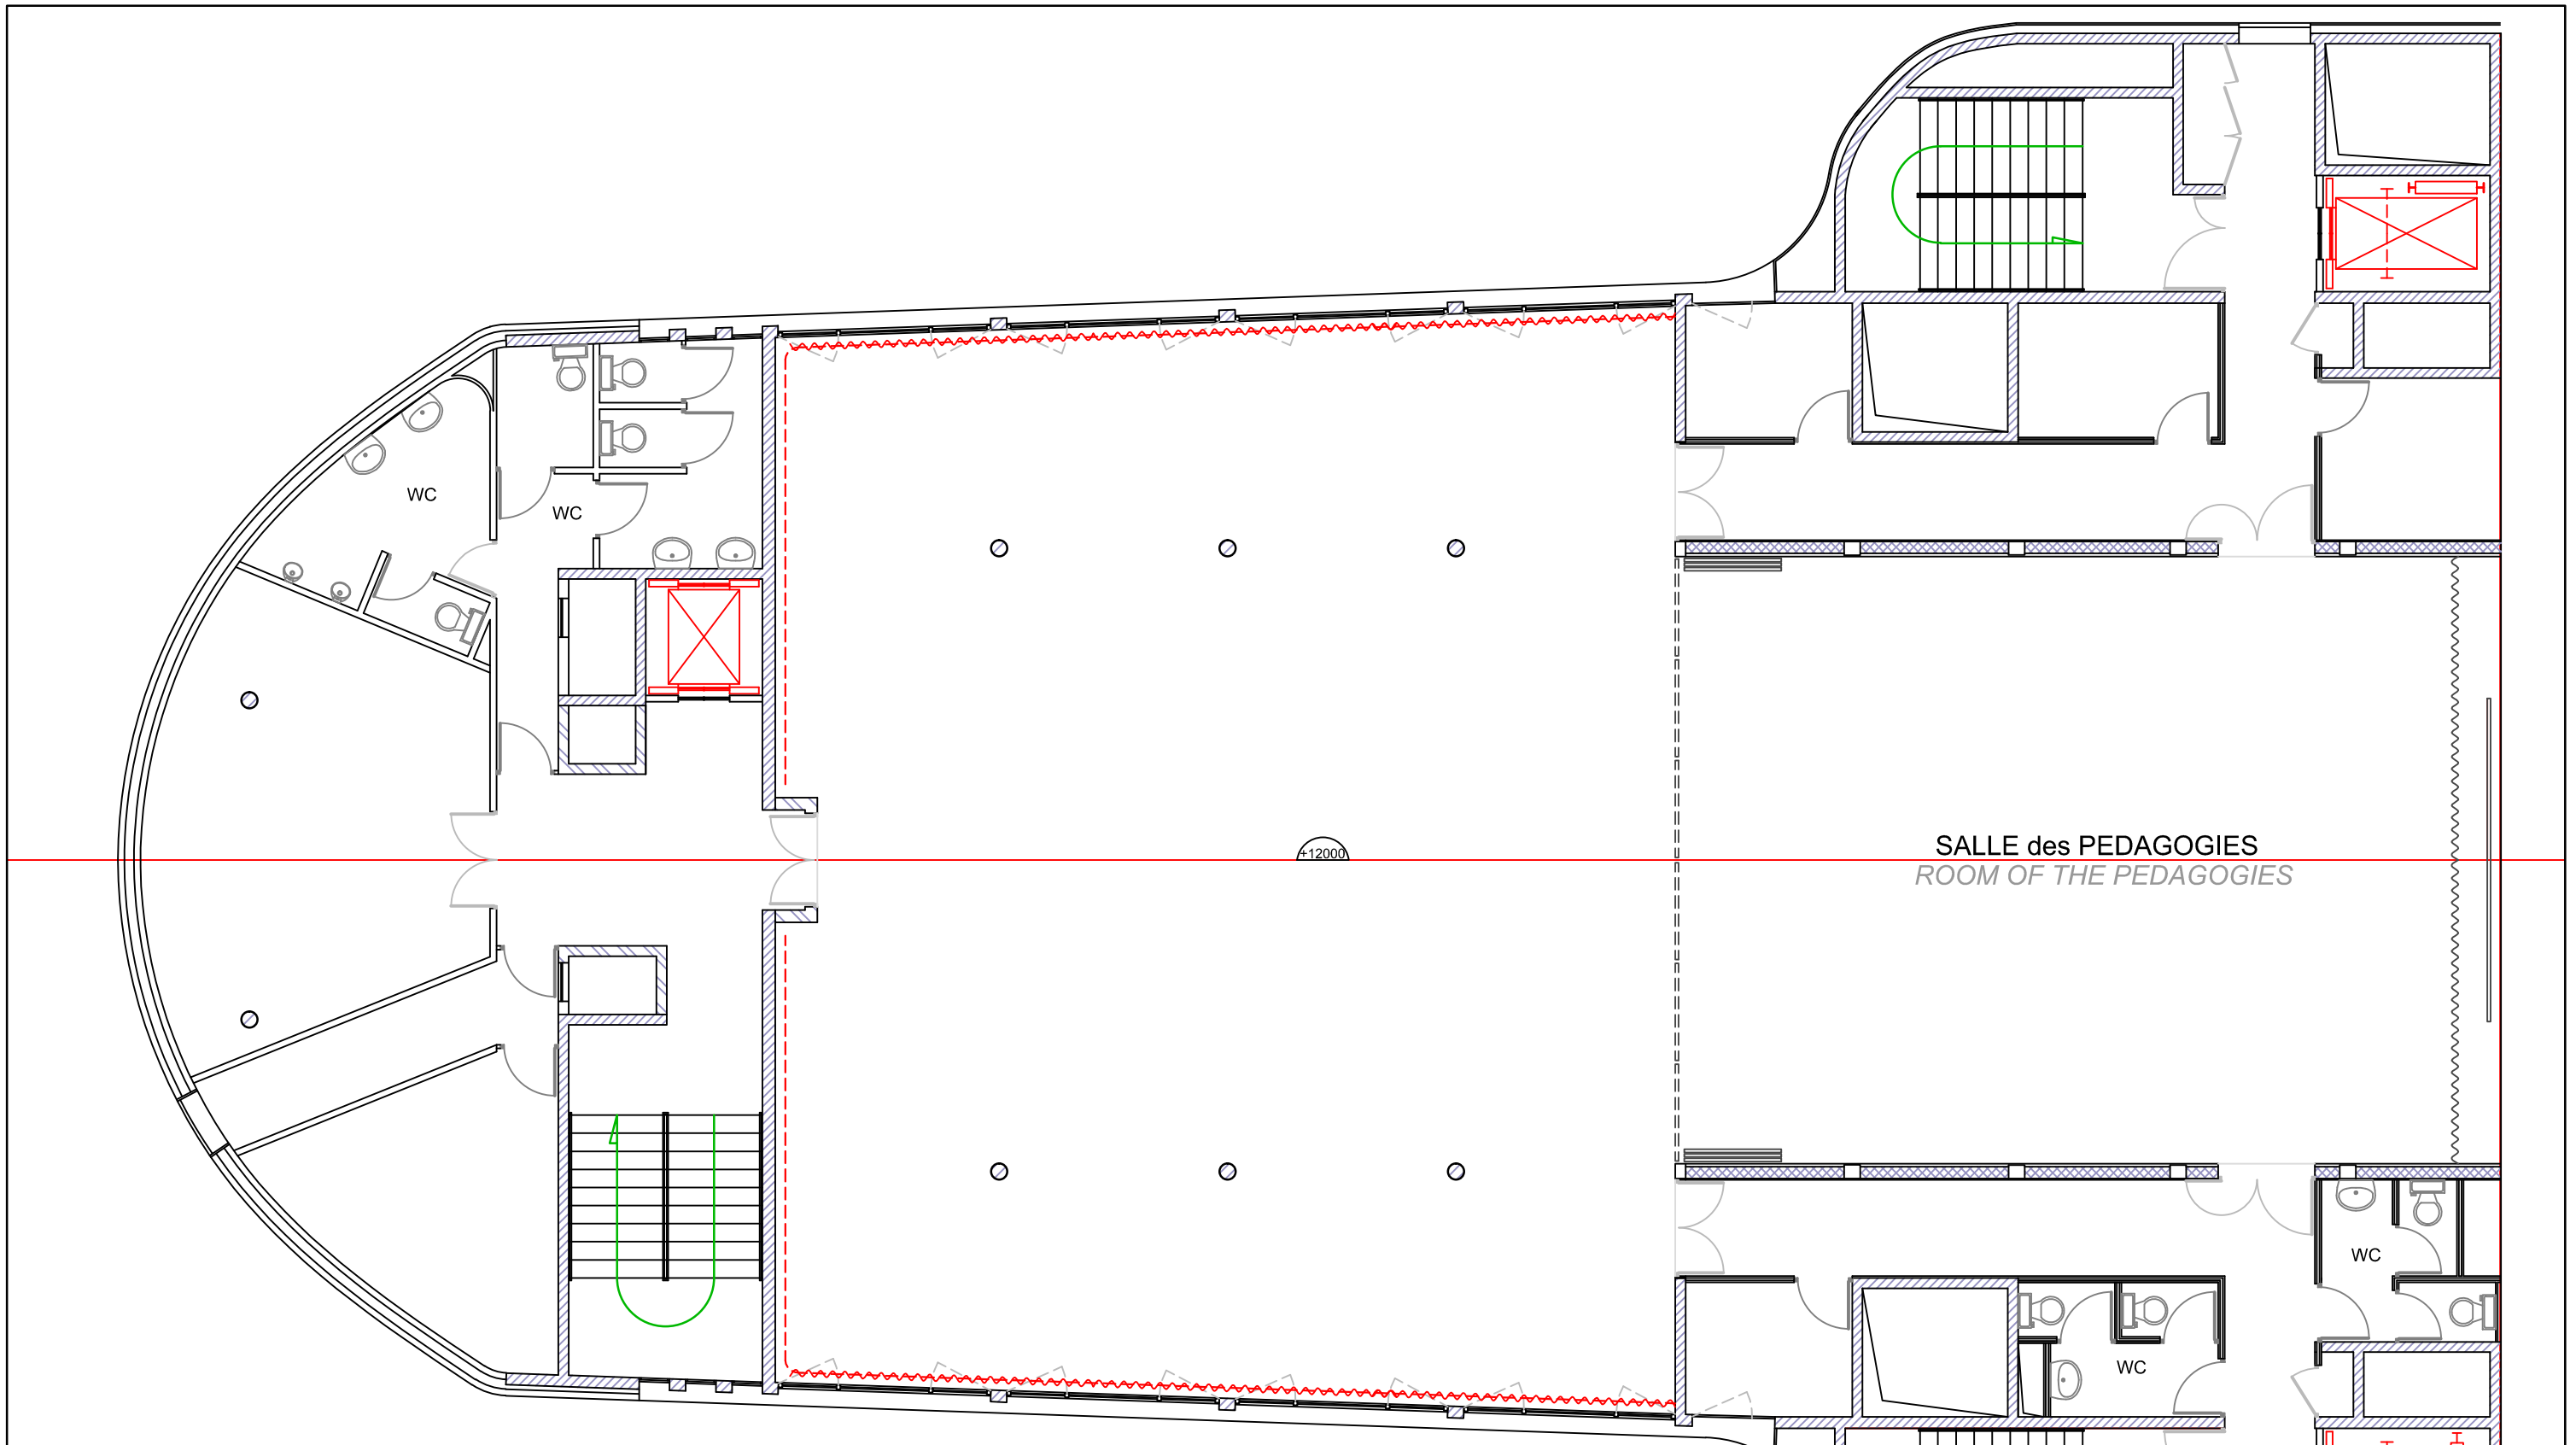 WC
WC
+12000
SALLE des PEDAGOGIES
ROOM OF THE PEDAGOGIES
WC
WC